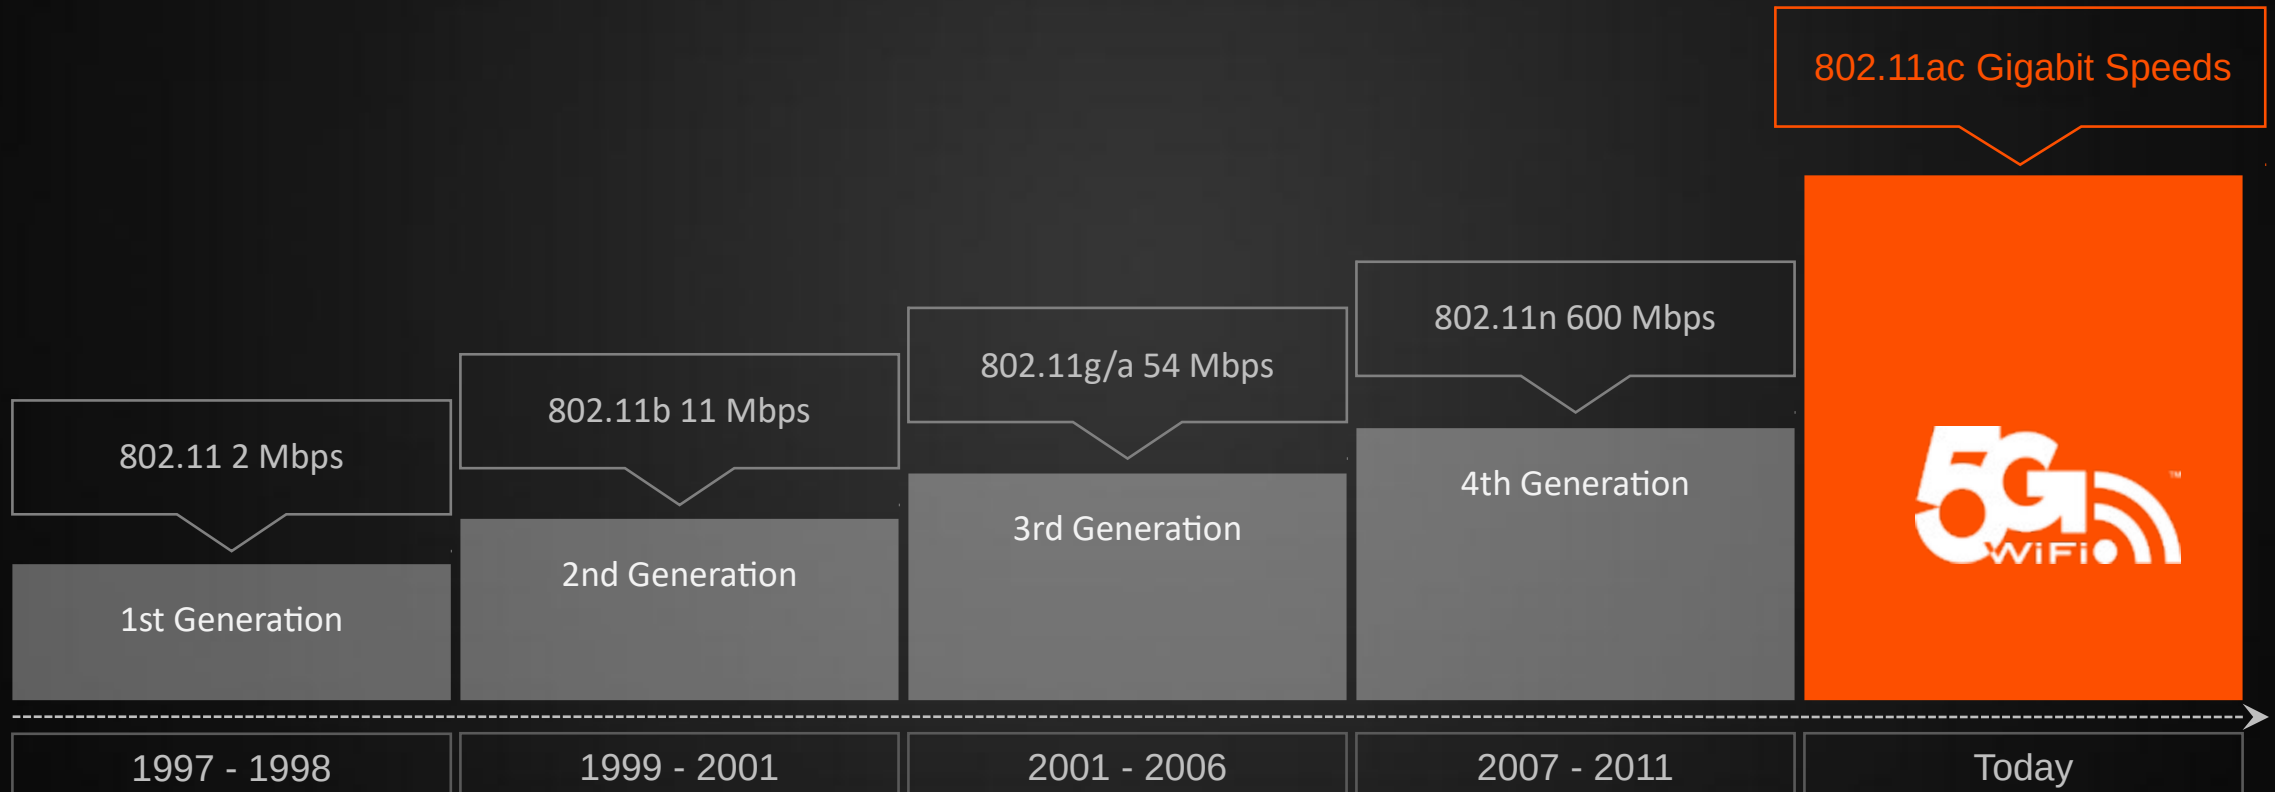 802.11ac Gigabit Speeds
802.11n 600 Mbps
802.11g/a 54 Mbps
802.11b 11 Mbps
802.11 2 Mbps
1st Generation
2nd Generation
3rd Generation
4th Generation
5G
WiFi
™
1997 - 1998
1999 - 2001
2001 - 2006
2007 - 2011
Today